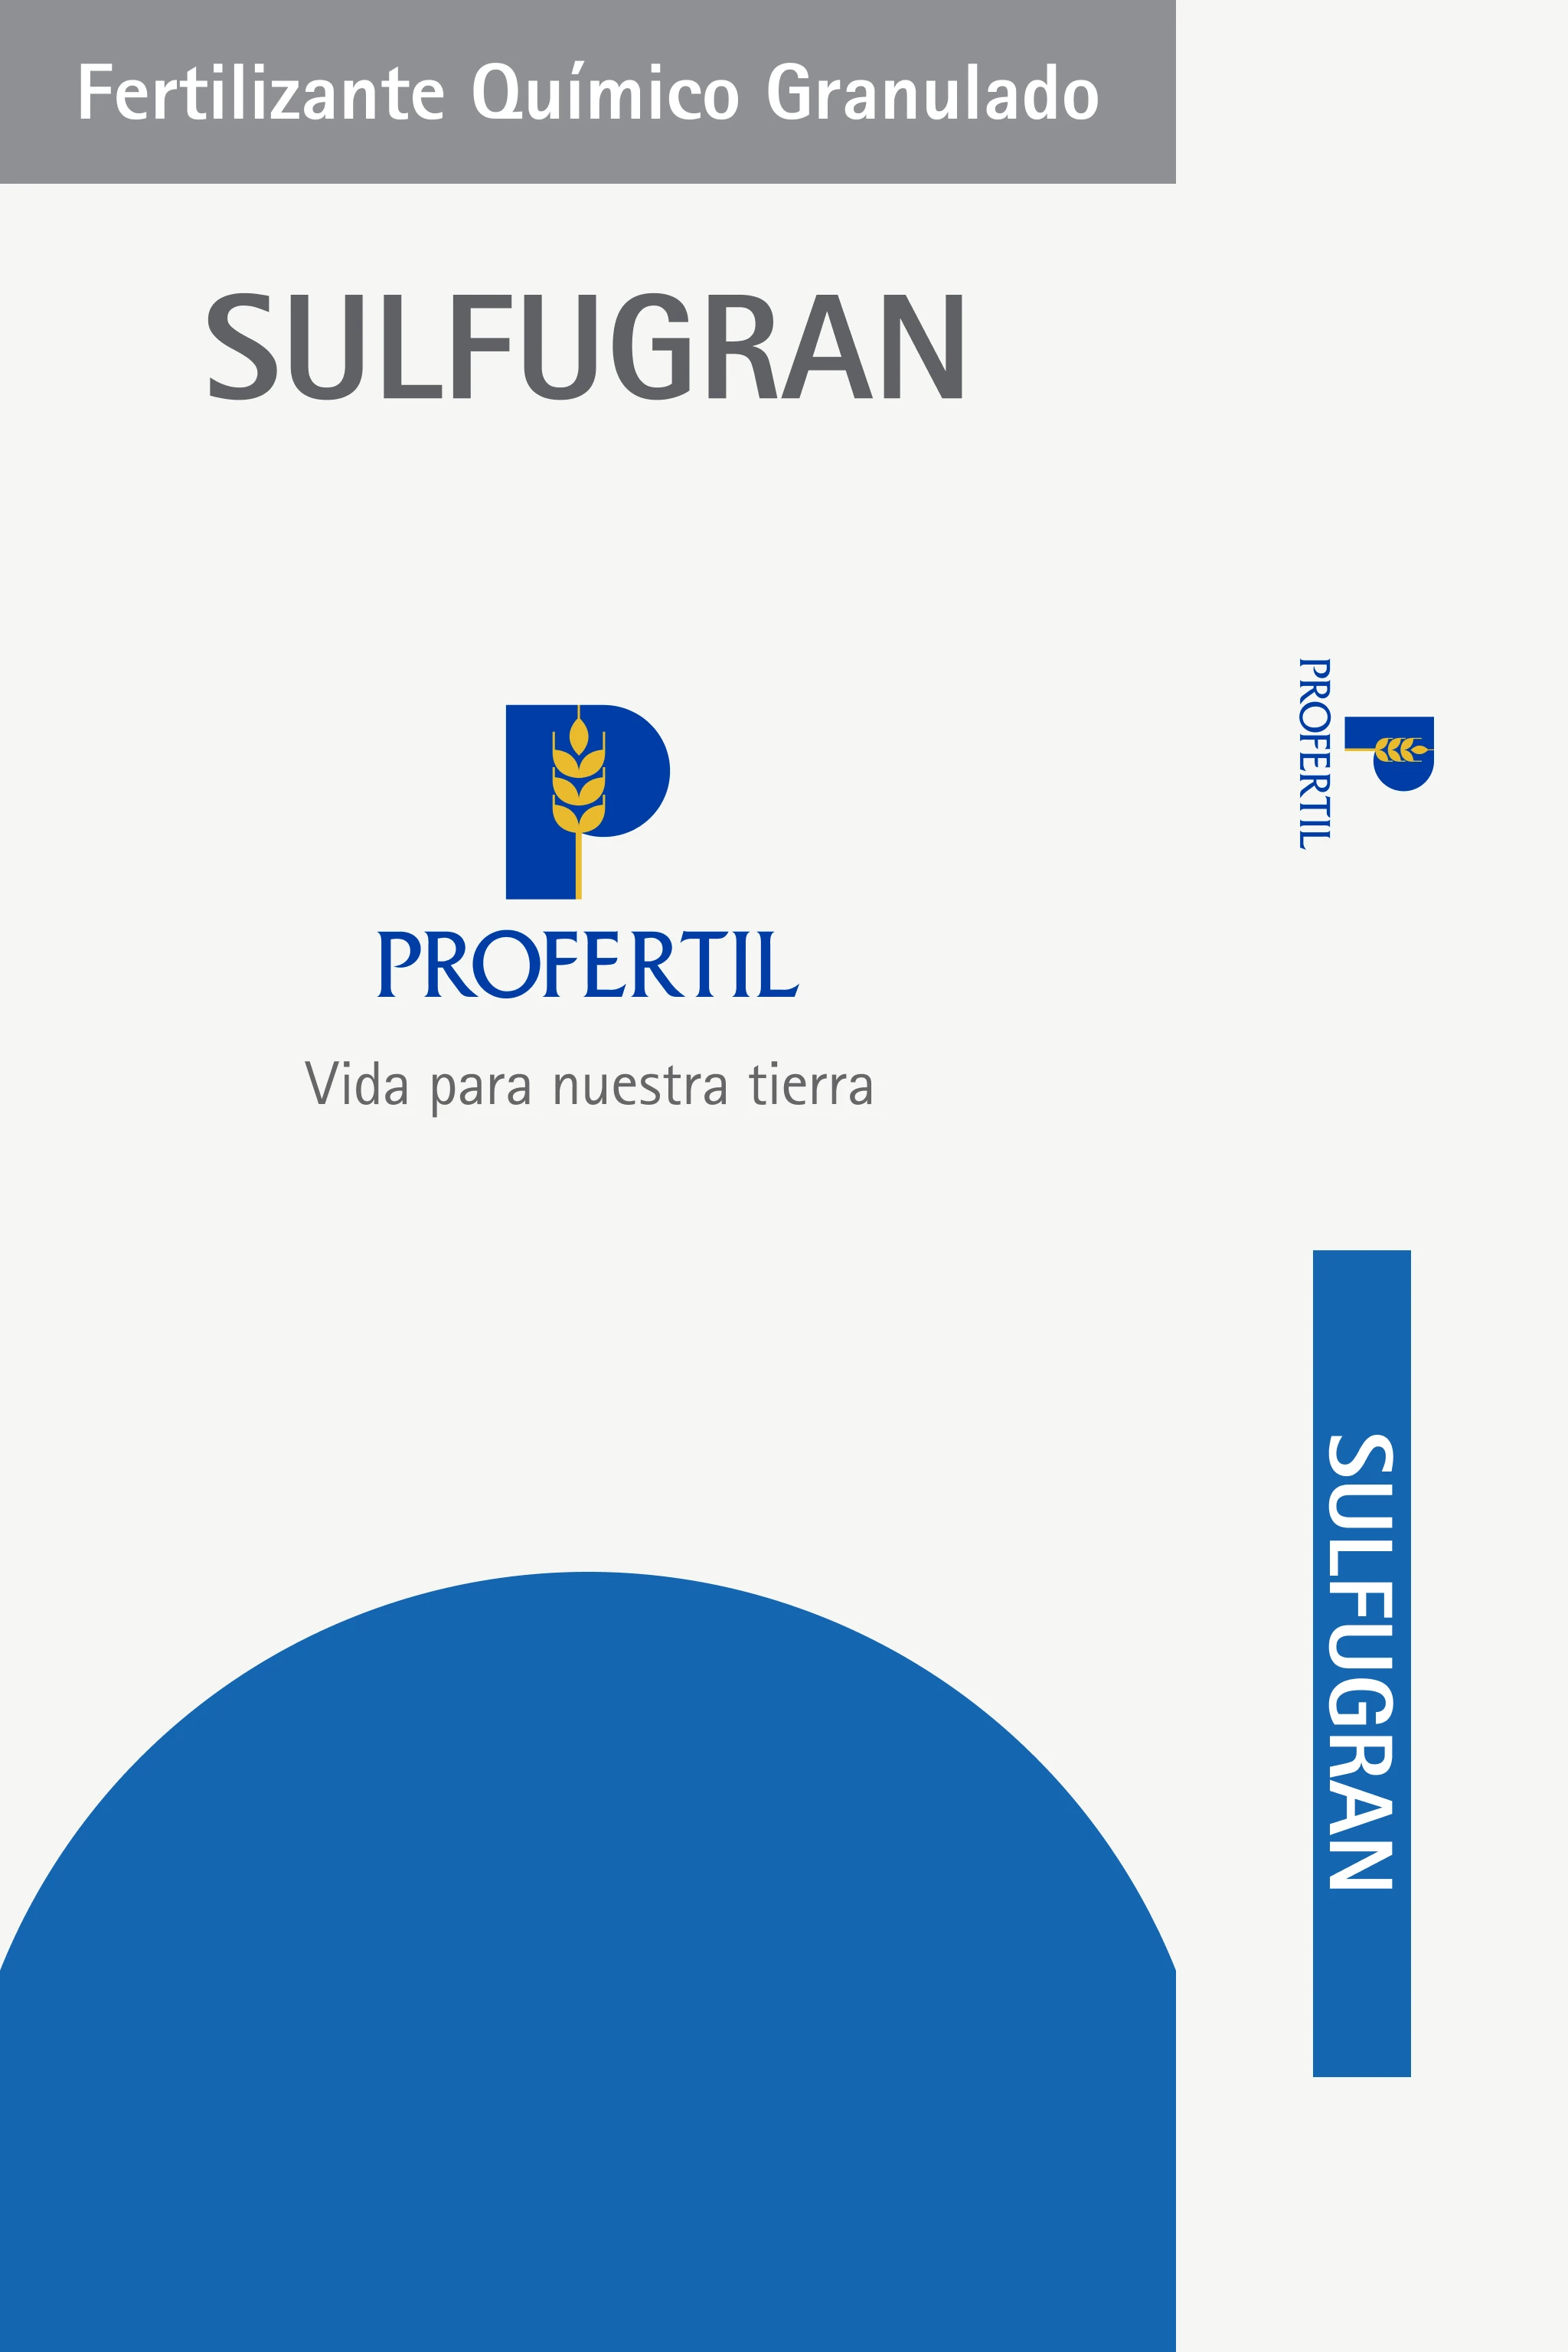 Fertilizante Químico Granulado
SULFUGRAN
PROFERTIL
Vida para nuestra tierra
PROFERTIL
SULFUGRAN